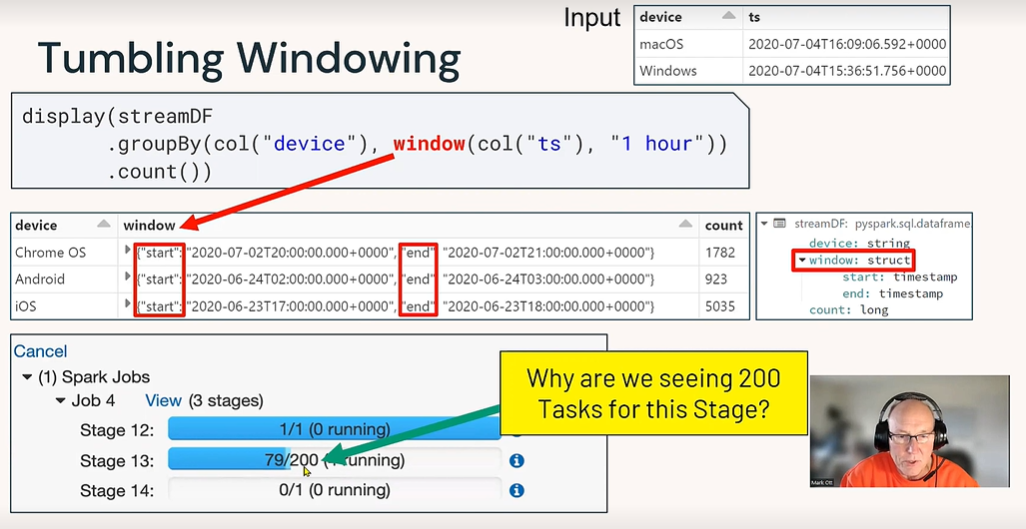 Input
device ts
macOS 2020-07-04T16:09:06.592+0000
Windows 2020-07-04T15:36:51.756+0000
Tumbling Windowing
display(streamDF
.groupBy(col("device"), window(col("ts"), "1 hour"))
.count())
device window count
Chrome OS {"start": "2020-07-02T20:00:00.000+0000", "end" "2020-07-02T21:00:00.000+0000"} 1782
Android {"start": "2020-06-24T02:00:00.000+0000", "end" "2020-06-24T03:00:00.000+0000"} 923
iOS {"start": "2020-06-23T17:00:00.000+0000", "end" "2020-06-23T18:00:00.000+0000"} 5035
streamDF: pyspark.sql.dataframe.
device: string
window: struct
start: timestamp
end: timestamp
count: long
Cancel
(1) Spark Jobs
Job 4 View (3 stages)
Stage 12: 1/1 (0 running)
Stage 13: 79/200 running)
Stage 14: 0/1 (0 running)
Why are we seeing 200
Tasks for this Stage?
Mark Ott